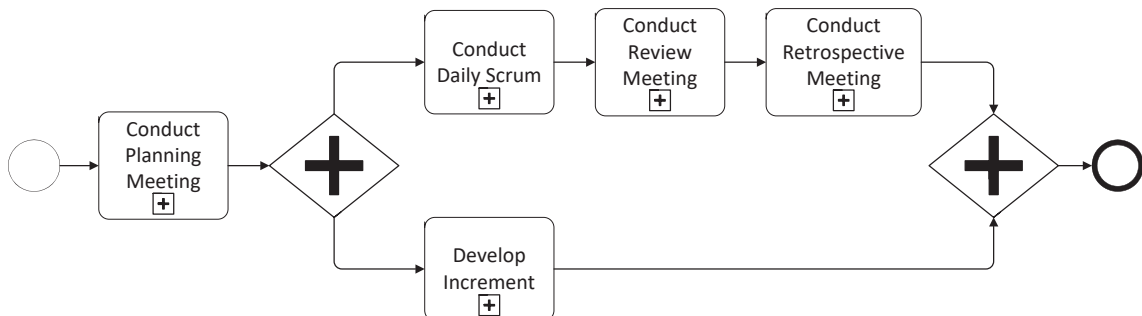 Conduct
Planning
Meeting
Conduct
Daily Scrum
Conduct
Review
Meeting
Conduct
Retrospective
Meeting
Develop
Increment